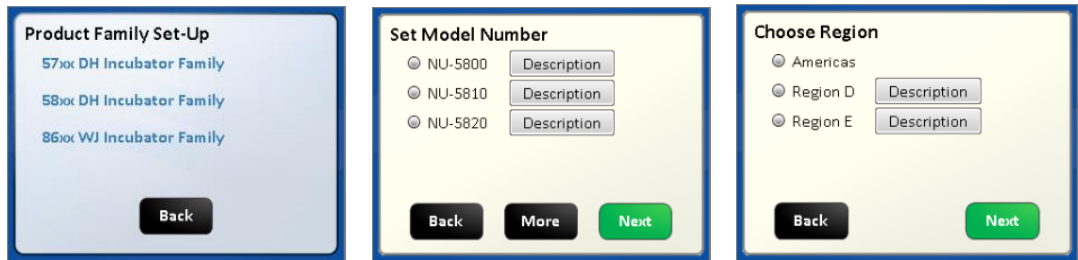 Product Family Set-Up
57xx DH Incubator Family
58xx DH Incubator Family
86xx WJ Incubator Family
Back
Set Model Number
NU-5800 Description
NU-5810 Description
NU-5820 Description
Back More Next
Choose Region
Americas
Region D Description
Region E Description
Back Next